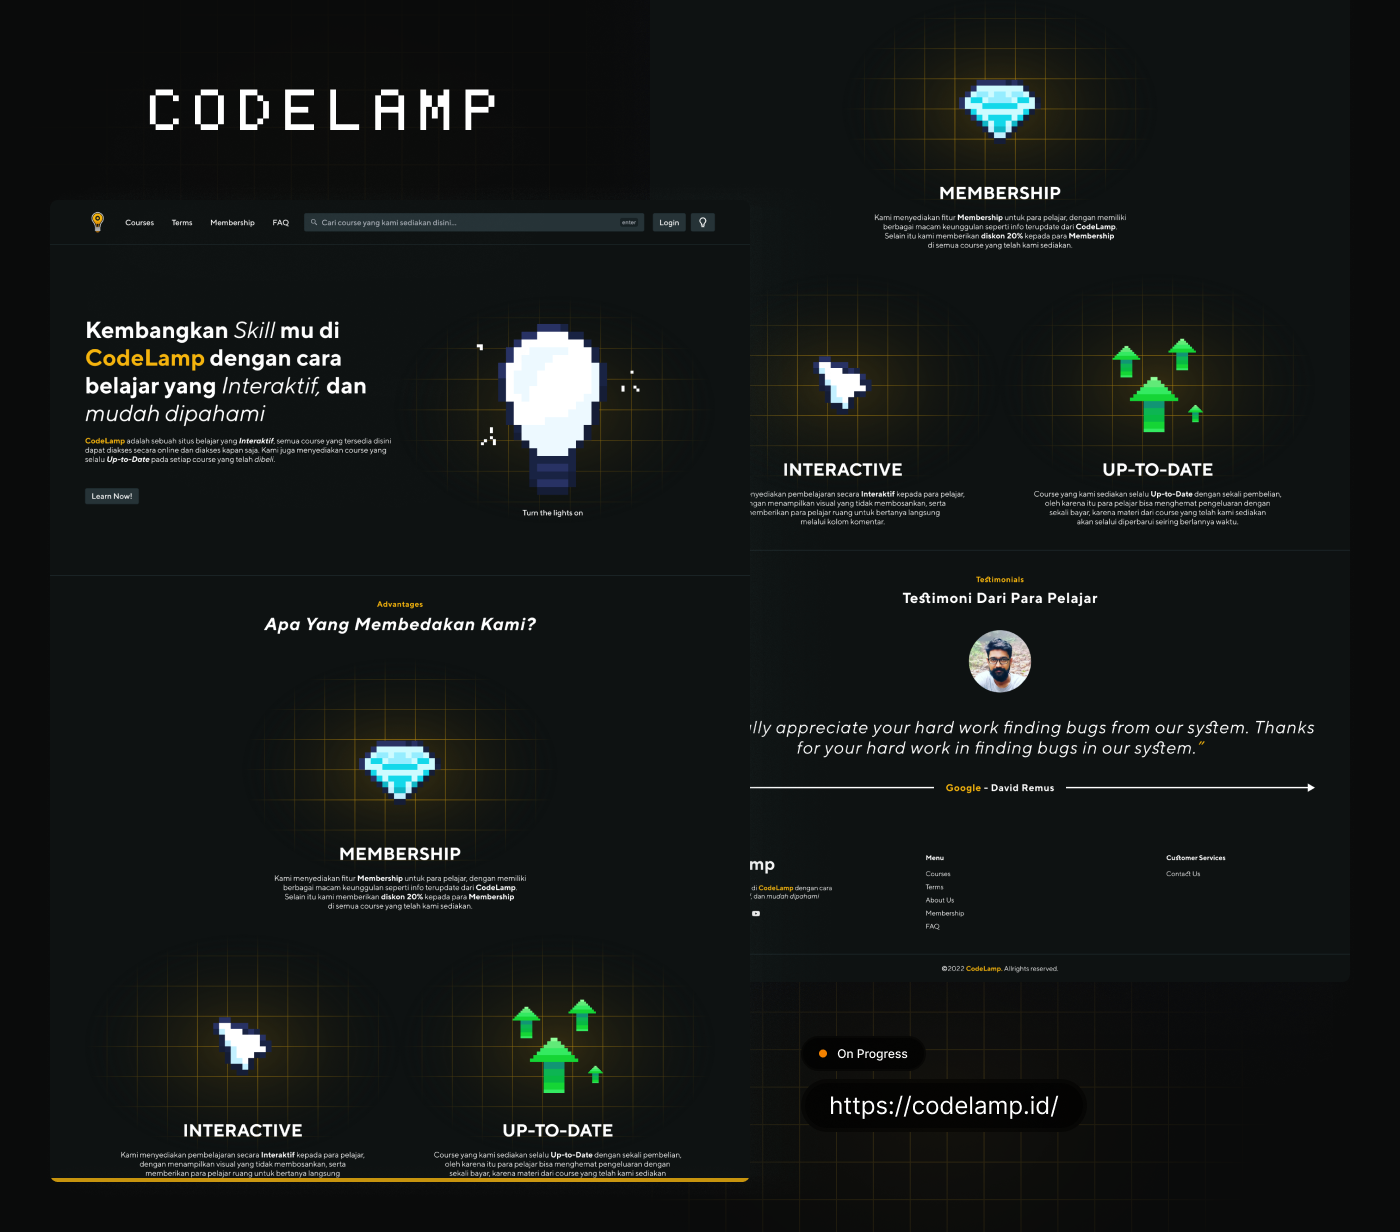 CODELAMP
Courses
Terms
Membership
FAQ
Cari course yang kami sediakan disini...
enter
Login
Kembangkan Skill mu di
CodeLamp dengan cara
belajar yang Interaktif, dan
mudah dipahami
CodeLamp adalah sebuah situs belajar yang Interaktif, semua course yang tersedia disini
dapat diakses secara online dan diakses kapan saja. Kami juga menyediakan course yang
selalu Up-to-Date pada setiap course yang telah dibeli.
Learn Now!
Turn the lights on
Advantages
Apa Yang Membedakan Kami?
MEMBERSHIP
Kami menyediakan fitur Membership untuk para pelajar, dengan memiliki
berbagai macam keunggulan seperti info terupdate dari CodeLamp.
Selain itu kami memberikan diskon 20% kepada para Membership
di semua course yang telah kami sediakan.
INTERACTIVE
Kami menyediakan pembelajaran secara Interaktif kepada para pelajar,
dengan menampilkan visual yang tidak membosankan, serta
memberikan para pelajar ruang untuk bertanya langsung
UP-TO-DATE
Course yang kami sediakan selalu Up-to-Date dengan sekali pembelian,
oleh karena itu para pelajar bisa menghemat pengeluaran dengan
sekali bayar, karena materi dari course yang telah kami sediakan
MEMBERSHIP
Kami menyediakan fitur Membership untuk para pelajar, dengan memiliki
berbagai macam keunggulan seperti info terupdate dari CodeLamp.
Selain itu kami memberikan diskon 20% kepada para Membership
di semua course yang telah kami sediakan.
INTERACTIVE
nyediakan pembelajaran secara Interaktif kepada para pelajar,
ngan menampilkan visual yang tidak membosankan, serta
emberikan para pelajar ruang untuk bertanya langsung
melalui kolom komentar.
UP-TO-DATE
Course yang kami sediakan selalu Up-to-Date dengan sekali pembelian,
oleh karena itu para pelajar bisa menghemat pengeluaran dengan
sekali bayar, karena materi dari course yang telah kami sediakan
akan selalui diperbarui seiring berlannya waktu.
Testimonials
Testimoni Dari Para Pelajar
ally appreciate your hard work finding bugs from our system. Thanks
for your hard work in finding bugs in our system.”
Google - David Remus
mp
di CodeLamp dengan cara
, dan mudah dipahami
Menu
Courses
Terms
About Us
Membership
FAQ
Customer Services
Contact Us
©2022 CodeLamp. Allrights reserved.
On Progress
https://codelamp.id/